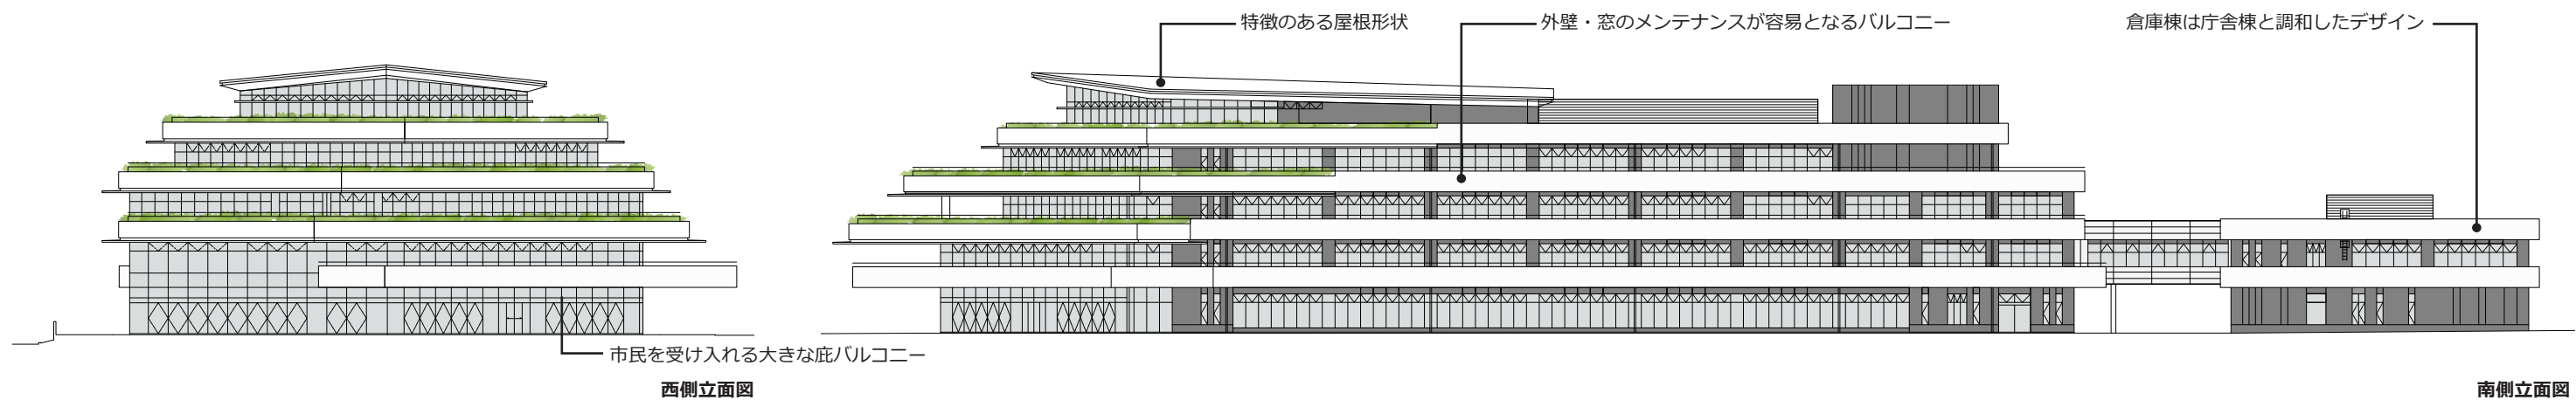 特徴のある屋根形状
外壁・窓のメンテナンスが容易となるバルコニー
倉庫棟は庁舎棟と調和したデザイン
市民を受け入れる大きな庇バルコニー
西側立面図
南側立面図